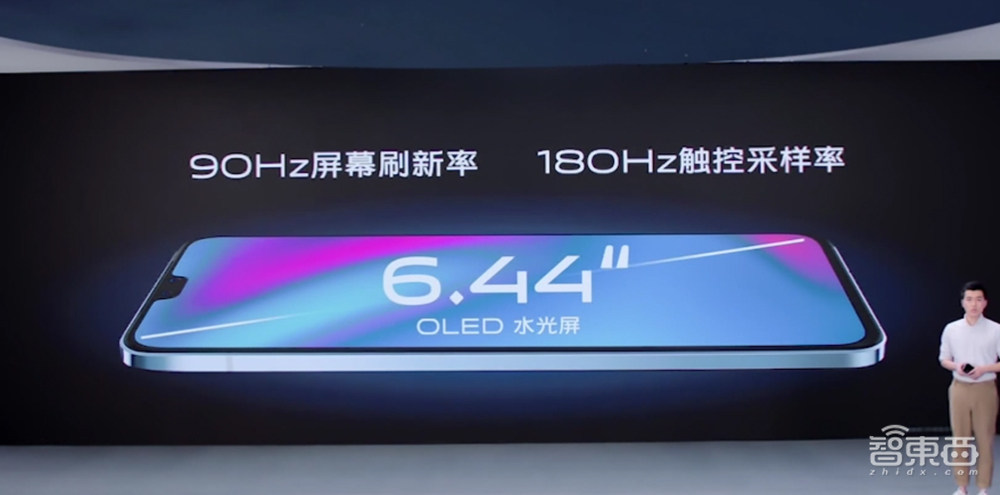 90Hz屏幕刷新率 180Hz触控采样率
6.44"
OLED 水光屏
智東西
zhidx.com